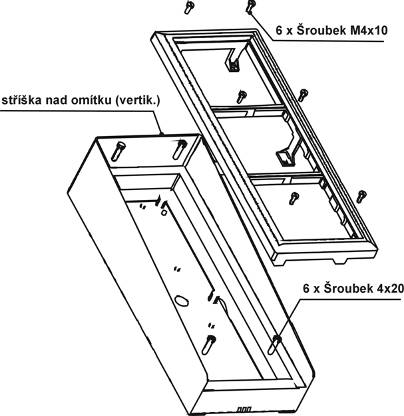 6 x Šroubek M4x10
stříška nad omítku (vertik.)
6 x Šroubek 4x20